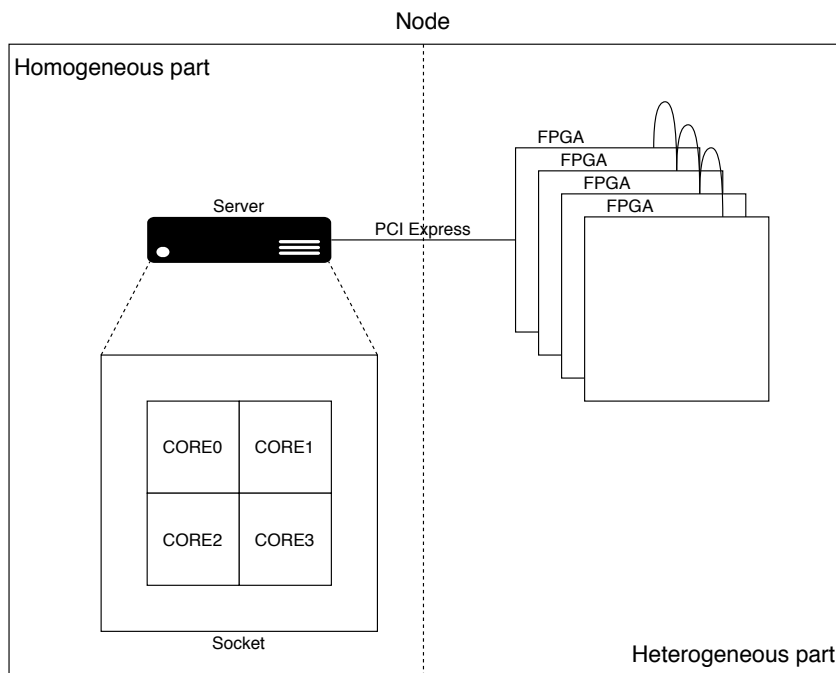 Node
Homogeneous part
FPGA
FPGA
FPGA
FPGA
Server
PCI Express
CORE0 CORE1
CORE2 CORE3
Socket
Heterogeneous part